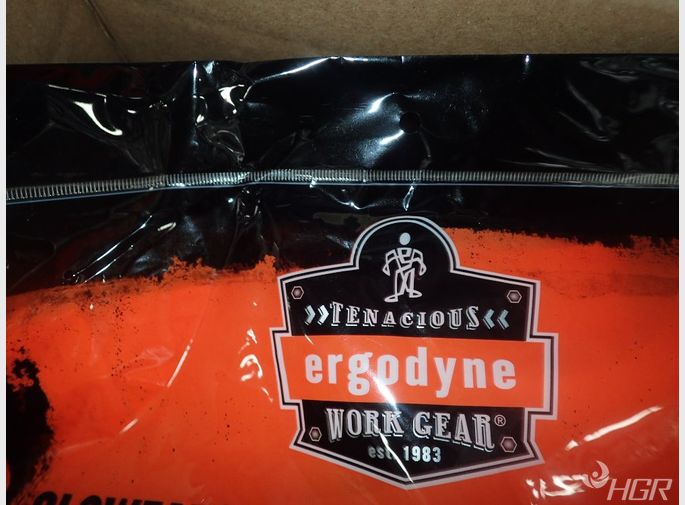 TENACIOUS
ergodyne
WORK GEAR®
est. 1983
HGR